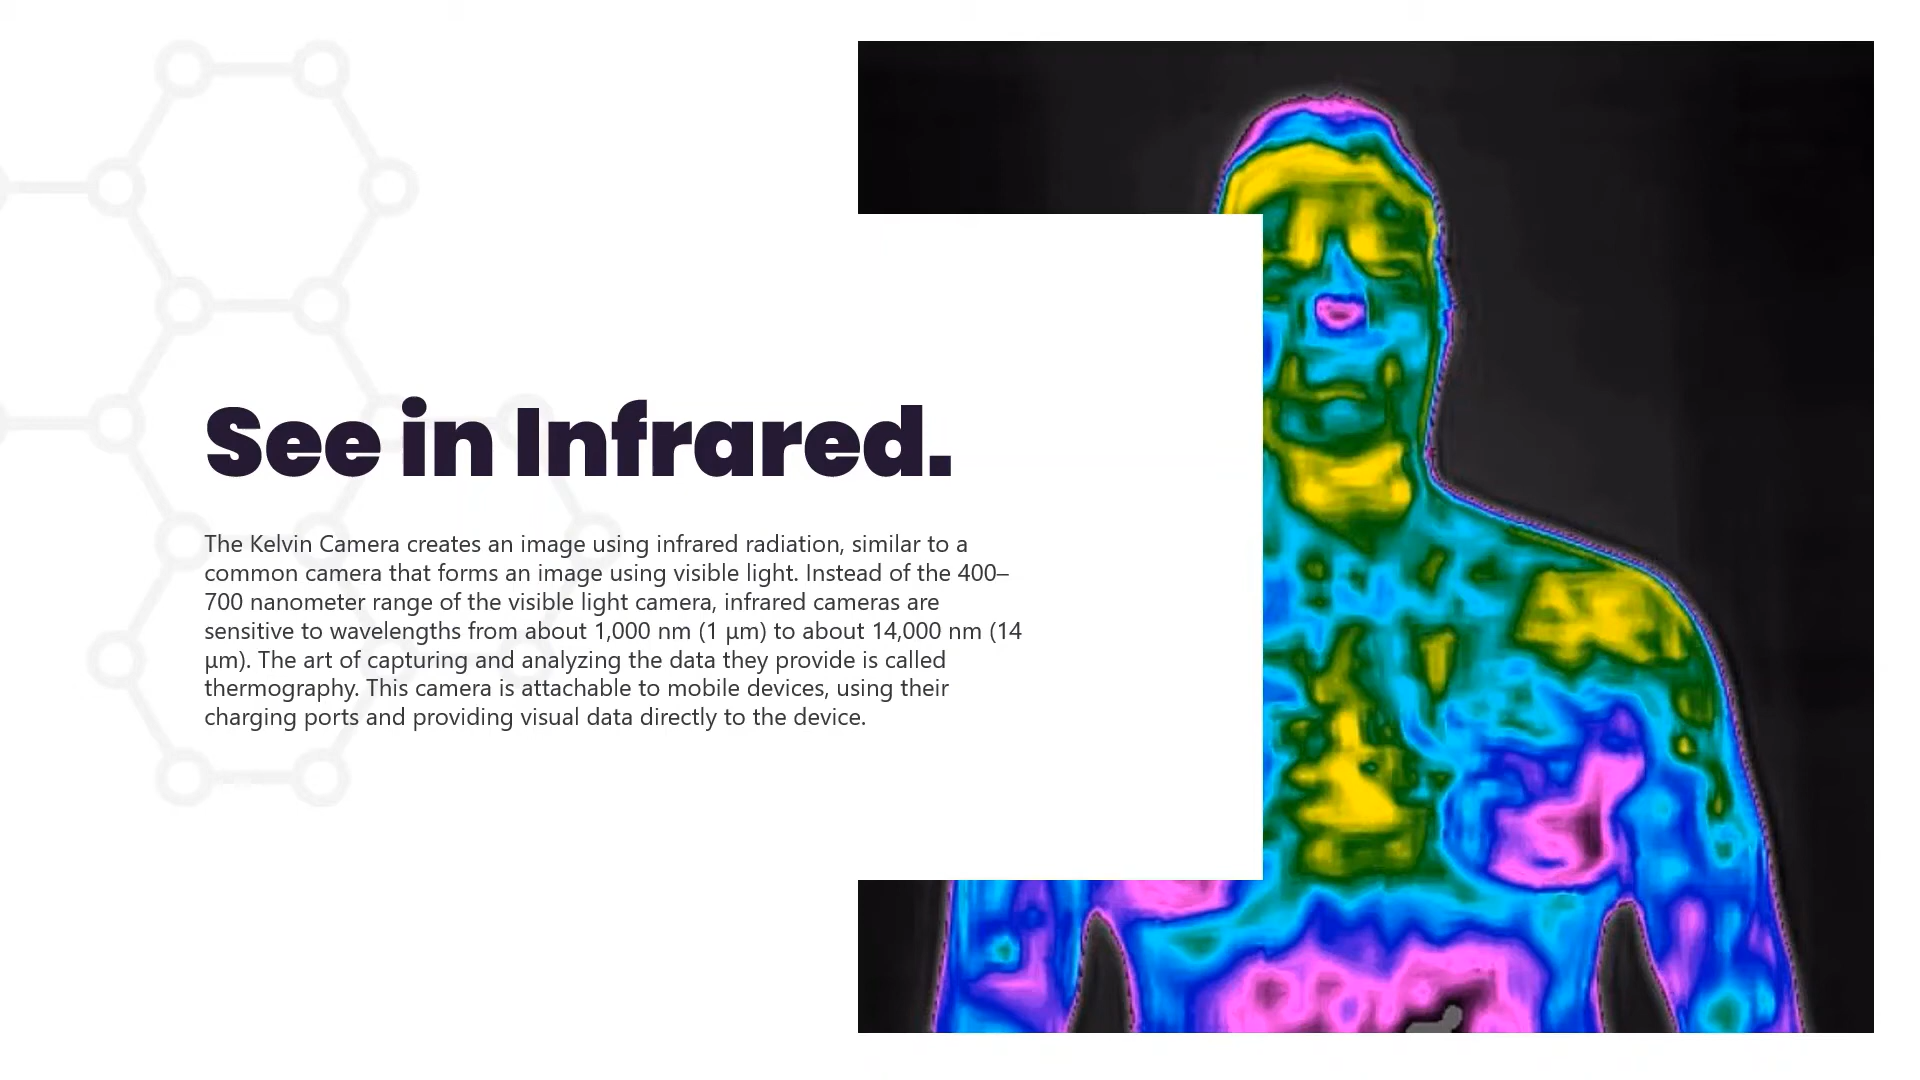 See in Infrared.
The Kelvin Camera creates an image using infrared radiation, similar to a
common camera that forms an image using visible light. Instead of the 400–
700 nanometer range of the visible light camera, infrared cameras are
sensitive to wavelengths from about 1,000 nm (1 μm) to about 14,000 nm (14
μm). The art of capturing and analyzing the data they provide is called
thermography. This camera is attachable to mobile devices, using their
charging ports and providing visual data directly to the device.